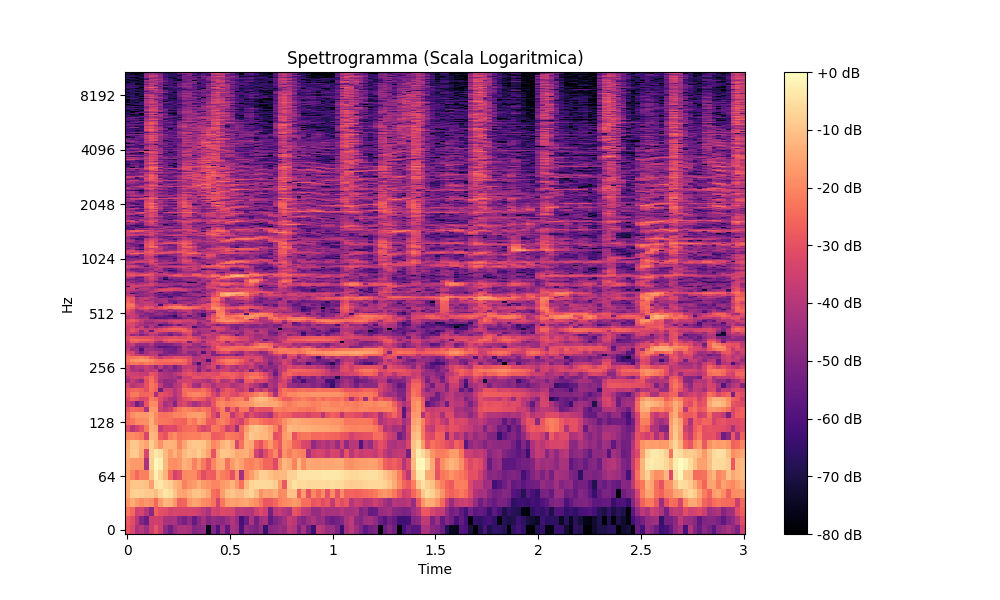 Spettrogramma (Scala Logaritmica)
Hz
8192
4096
2048
1024
512
256
128
64
0
0 0.5 1 1.5 2 2.5 3
Time
+0 dB
-10 dB
-20 dB
-30 dB
-40 dB
-50 dB
-60 dB
-70 dB
-80 dB